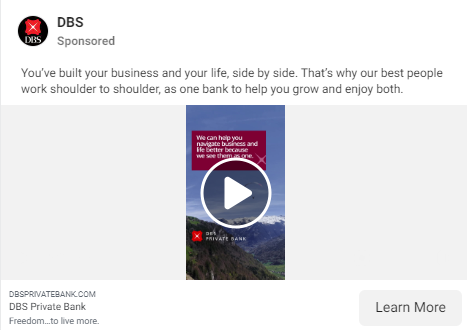 DBS
DBS
Sponsored
You've built your business and your life, side by side. That's why our best people
work shoulder to shoulder, as one bank to help you grow and enjoy both.
We can help you
navigate business and
life better because
we see them as one.
DBS
PRIVATE BANK
DBSPRIVATEBANK.COM
DBS Private Bank
Freedom...to live more.
Learn More